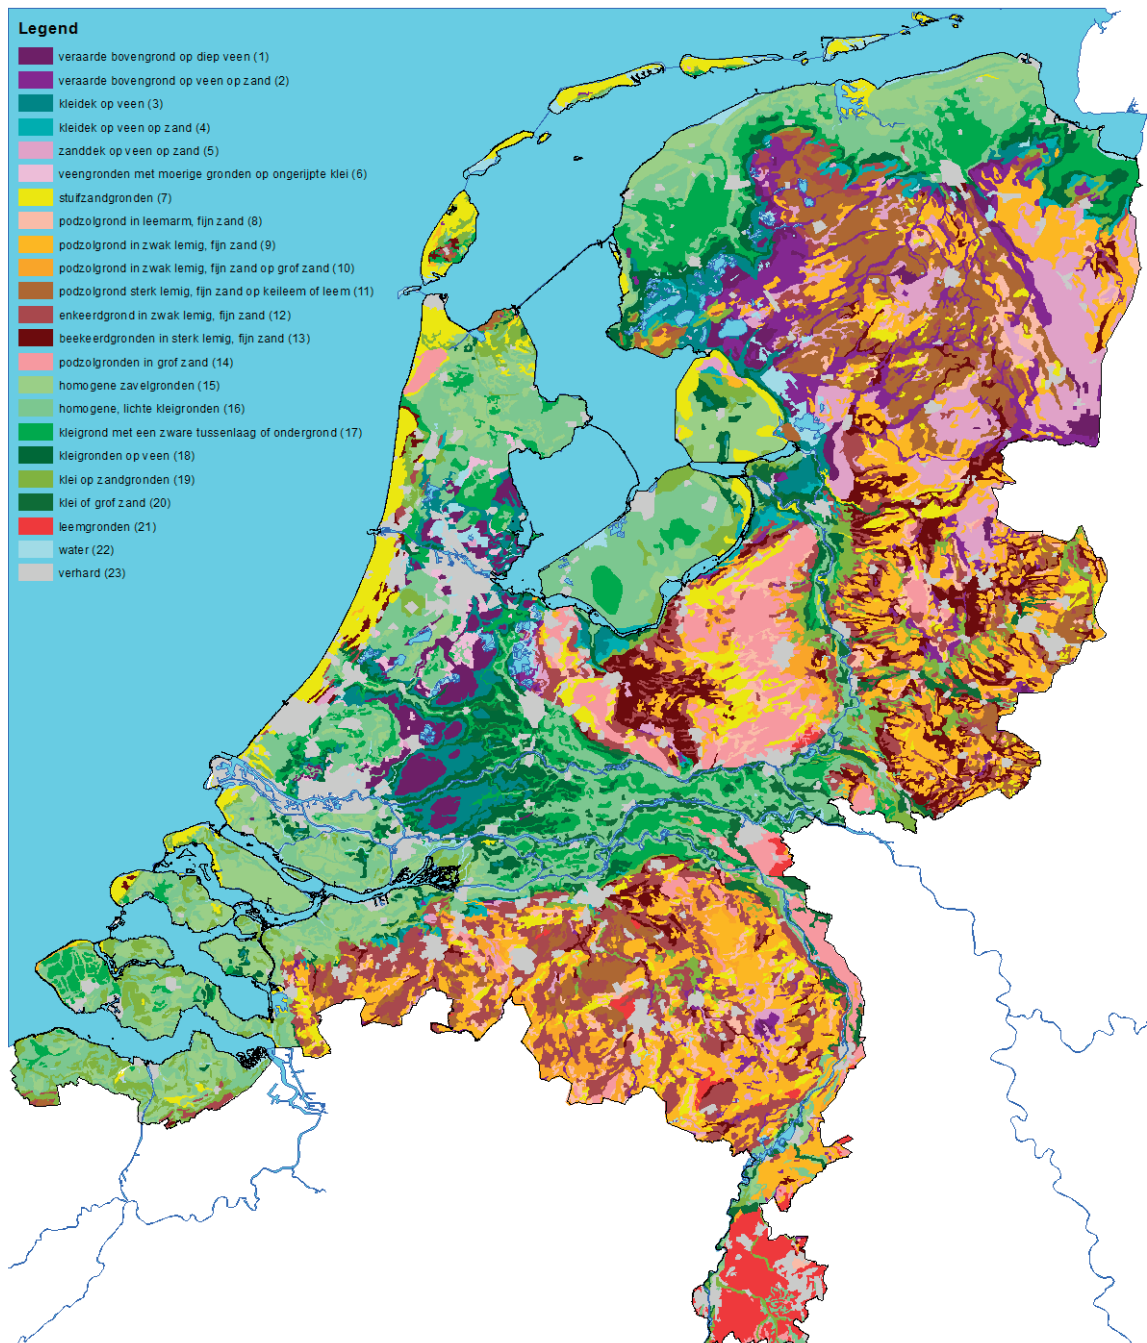 Legend
veraarde bovengrond op diep veen (1)
veraarde bovengrond op veen op zand (2)
kleidek op veen (3)
kleidek op veen op zand (4)
zanddek op veen op zand (5)
veengronden met moerige gronden op ongerijpte klei (6)
stuifzandgronden (7)
podzolgrond in leemarm, fijn zand (8)
podzolgrond in zwak lemig, fijn zand (9)
podzolgrond in zwak lemig, fijn zand op grof zand (10)
podzolgrond sterk lemig, fijn zand op keileem of leem (11)
enkeerdgrond in zwak lemig, fijn zand (12)
beekeerdgronden in sterk lemig, fijn zand (13)
podzolgronden in grof zand (14)
homogene zavelgronden (15)
homogene, lichte kleigronden (16)
kleigrond met een zware tussenlaag of ondergrond (17)
kleigronden op veen (18)
klei op zandgronden (19)
klei of grof zand (20)
leemgronden (21)
water (22)
verhard (23)